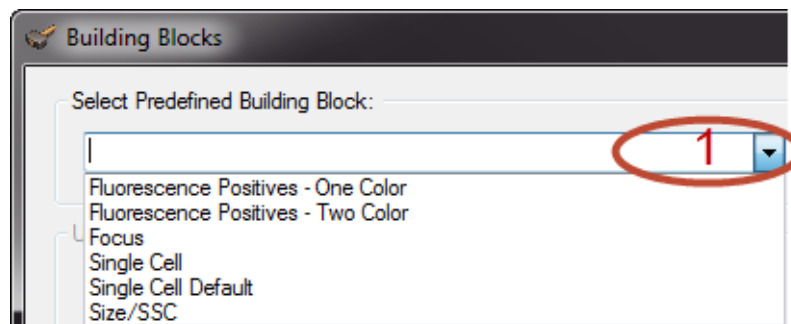 Building Blocks
Select Predefined Building Block:
1
Fluorescence Positives - One Color
Fluorescence Positives - Two Color
Focus
Single Cell
Single Cell Default
Size/SSC